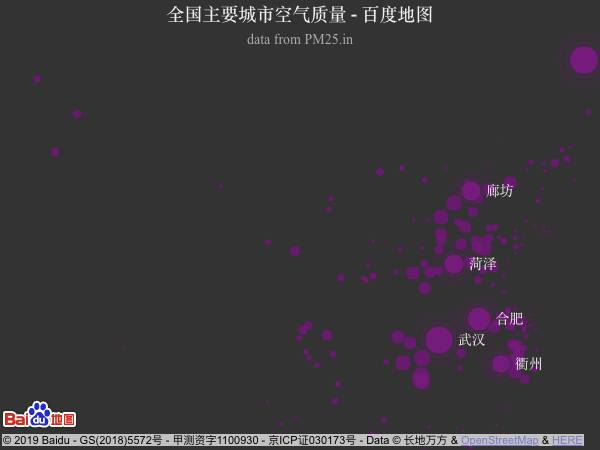 全国主要城市空气质量 - 百度地图
data from PM25.in
廊坊
菏泽
合肥
武汉
衢州
Bai du 地图
© 2019 Baidu - GS(2018)5572号 - 甲测资字1100930 - 京ICP证030173号 - Data © 长地万方 & OpenStreetMap & HERE